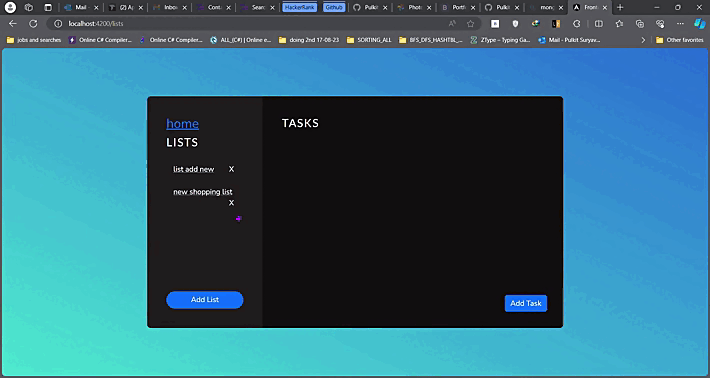 Mail
(2) Ap
Inbox
Conta
Searc
HackerRank
Github
Pulkit
Photo
Portfo
Pulkit
mong
Fronte
localhost:4200/lists
jobs and searches
Online C# Compiler...
Online C# Compiler...
ALL_(C#) | Online e...
doing 2nd 17-08-23
SORTING_ALL
BFS_DFS_HASHTBL_...
ZType – Typing Ga...
Mail - Pulkit Suryav...
Other favorites
home
LISTS
list add new X
new shopping list
X
Add List
TASKS
Add Task